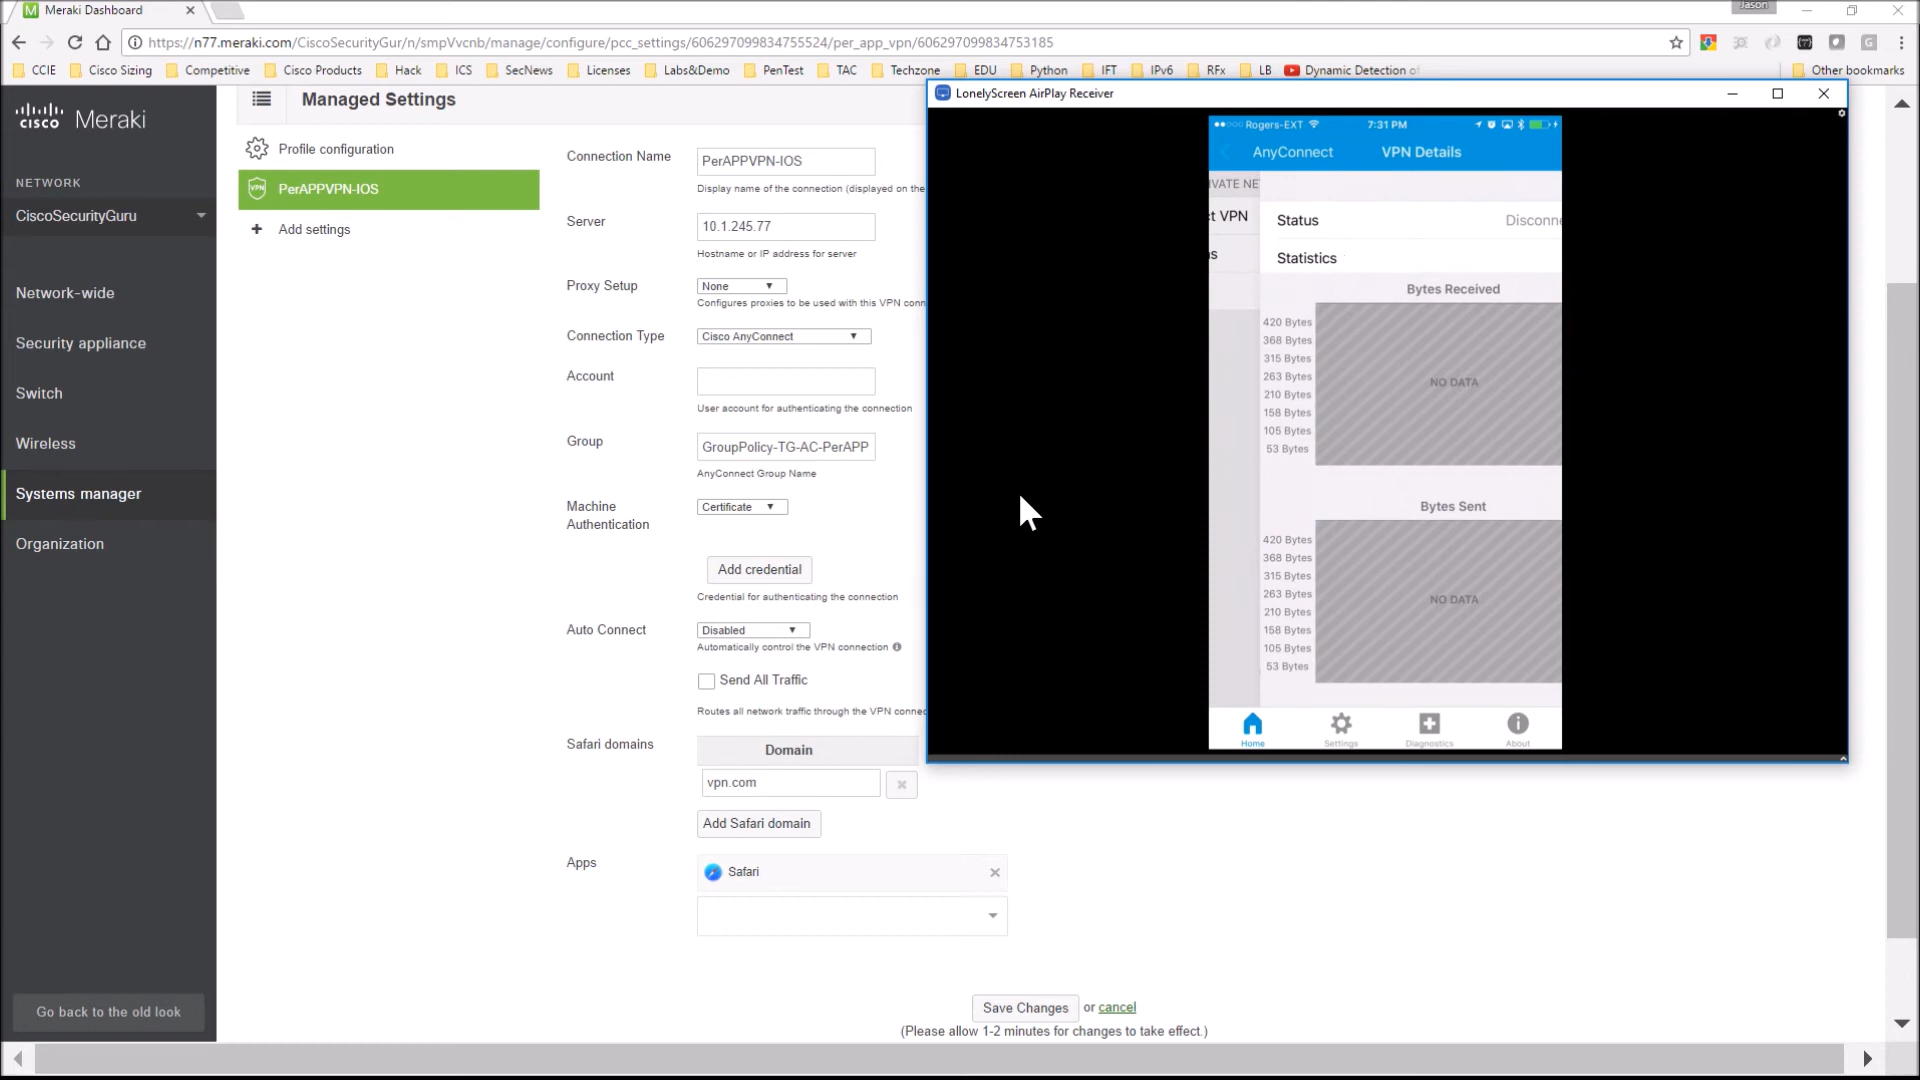 Meraki Dashboard
Jason
https://n77.meraki.com/CiscoSecurityGur/n/smpVvcnb/manage/configure/pcc_settings/606297099834755524/per_app_vpn/606297099834753185
CCIE Cisco Sizing Competitive Cisco Products Hack ICS SecNews Licenses Labs&Demo PenTest TAC Techzone EDU Python IFT IPv6 RFx LB Dynamic Detection of Other bookmarks
cisco Meraki
NETWORK
CiscoSecurityGuru
Network-wide
Security appliance
Switch
Wireless
Systems manager
Organization
Go back to the old look
Managed Settings
Profile configuration
VPN PerAPPVPN-IOS
+ Add settings
Connection Name PerAPPVPN-IOS
Display name of the connection (displayed on the
Server 10.1.245.77
Hostname or IP address for server
Proxy Setup None
Configures proxies to be used with this VPN conn
Connection Type Cisco AnyConnect
Account
User account for authenticating the connection
Group GroupPolicy-TG-AC-PerAPP
AnyConnect Group Name
Machine Authentication Certificate
Add credential
Credential for authenticating the connection
Auto Connect Disabled
Automatically control the VPN connection
Send All Traffic
Routes all network traffic through the VPN connec
Safari domains Domain
vpn.com
Add Safari domain
Apps Safari
Save Changes or cancel
(Please allow 1-2 minutes for changes to take effect.)
LonelyScreen AirPlay Receiver
Rogers-EXT 7:31 PM
AnyConnect VPN Details
IVATE NE
ct VPN
ns
Status Disconne
Statistics
Bytes Received
420 Bytes
368 Bytes
315 Bytes
263 Bytes
210 Bytes
158 Bytes
105 Bytes
53 Bytes
NO DATA
Bytes Sent
420 Bytes
368 Bytes
315 Bytes
263 Bytes
210 Bytes
158 Bytes
105 Bytes
53 Bytes
NO DATA
Home Settings Diagnostics About